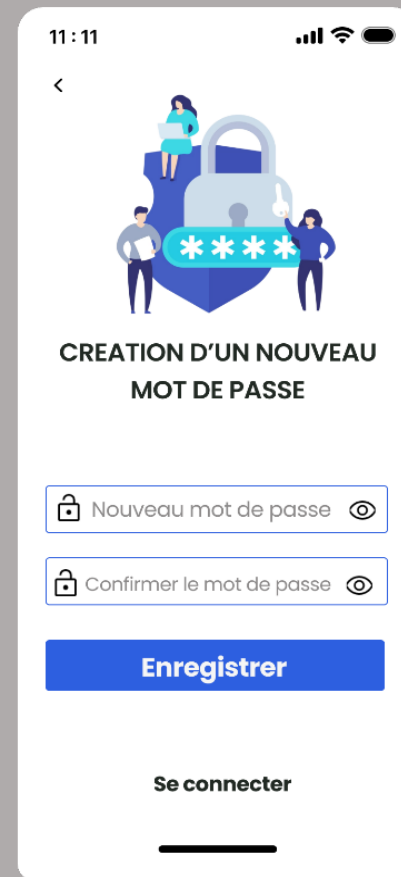 11:11
****
CREATION D’UN NOUVEAU
MOT DE PASSE
Nouveau mot de passe
Confirmer le mot de passe
Enregistrer
Se connecter